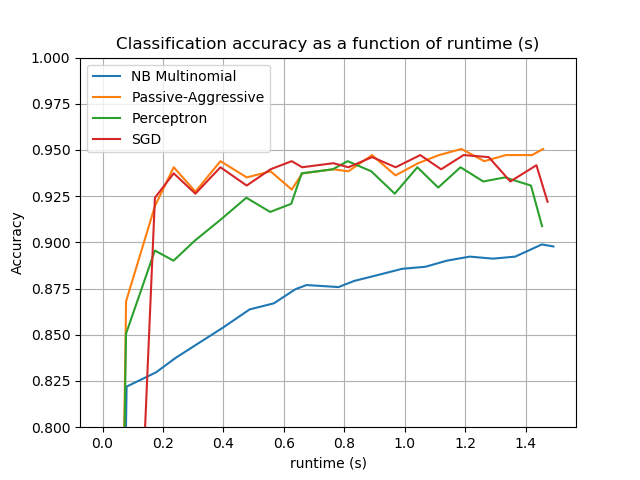 Classification accuracy as a function of runtime (s)
NB Multinomial
Passive-Aggressive
Perceptron
SGD
1.000
0.975
0.950
0.925
0.900
0.875
0.850
0.825
0.800
Accuracy
0.0 0.2 0.4 0.6 0.8 1.0 1.2 1.4
runtime (s)